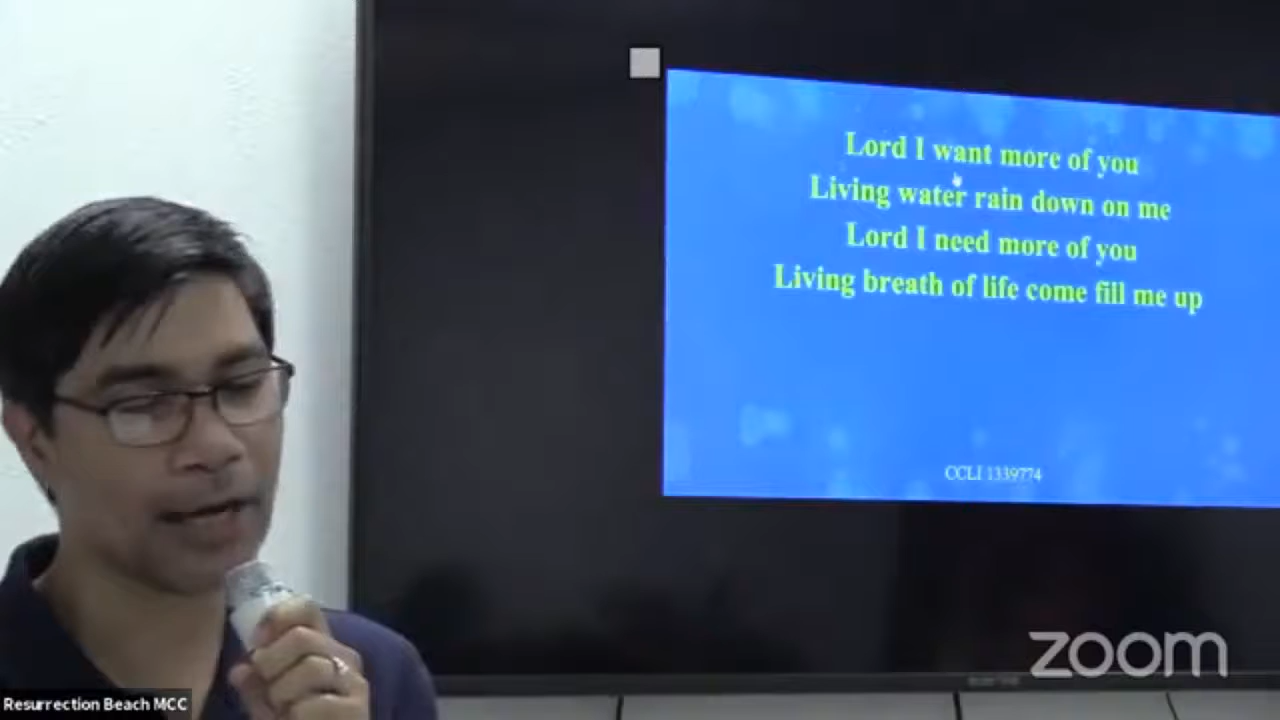 Lord I want more of you
Living water rain down on me
Lord I need more of you
Living breath of life come fill me up
CCLI 1339774
zoom
Resurrection Beach MCC